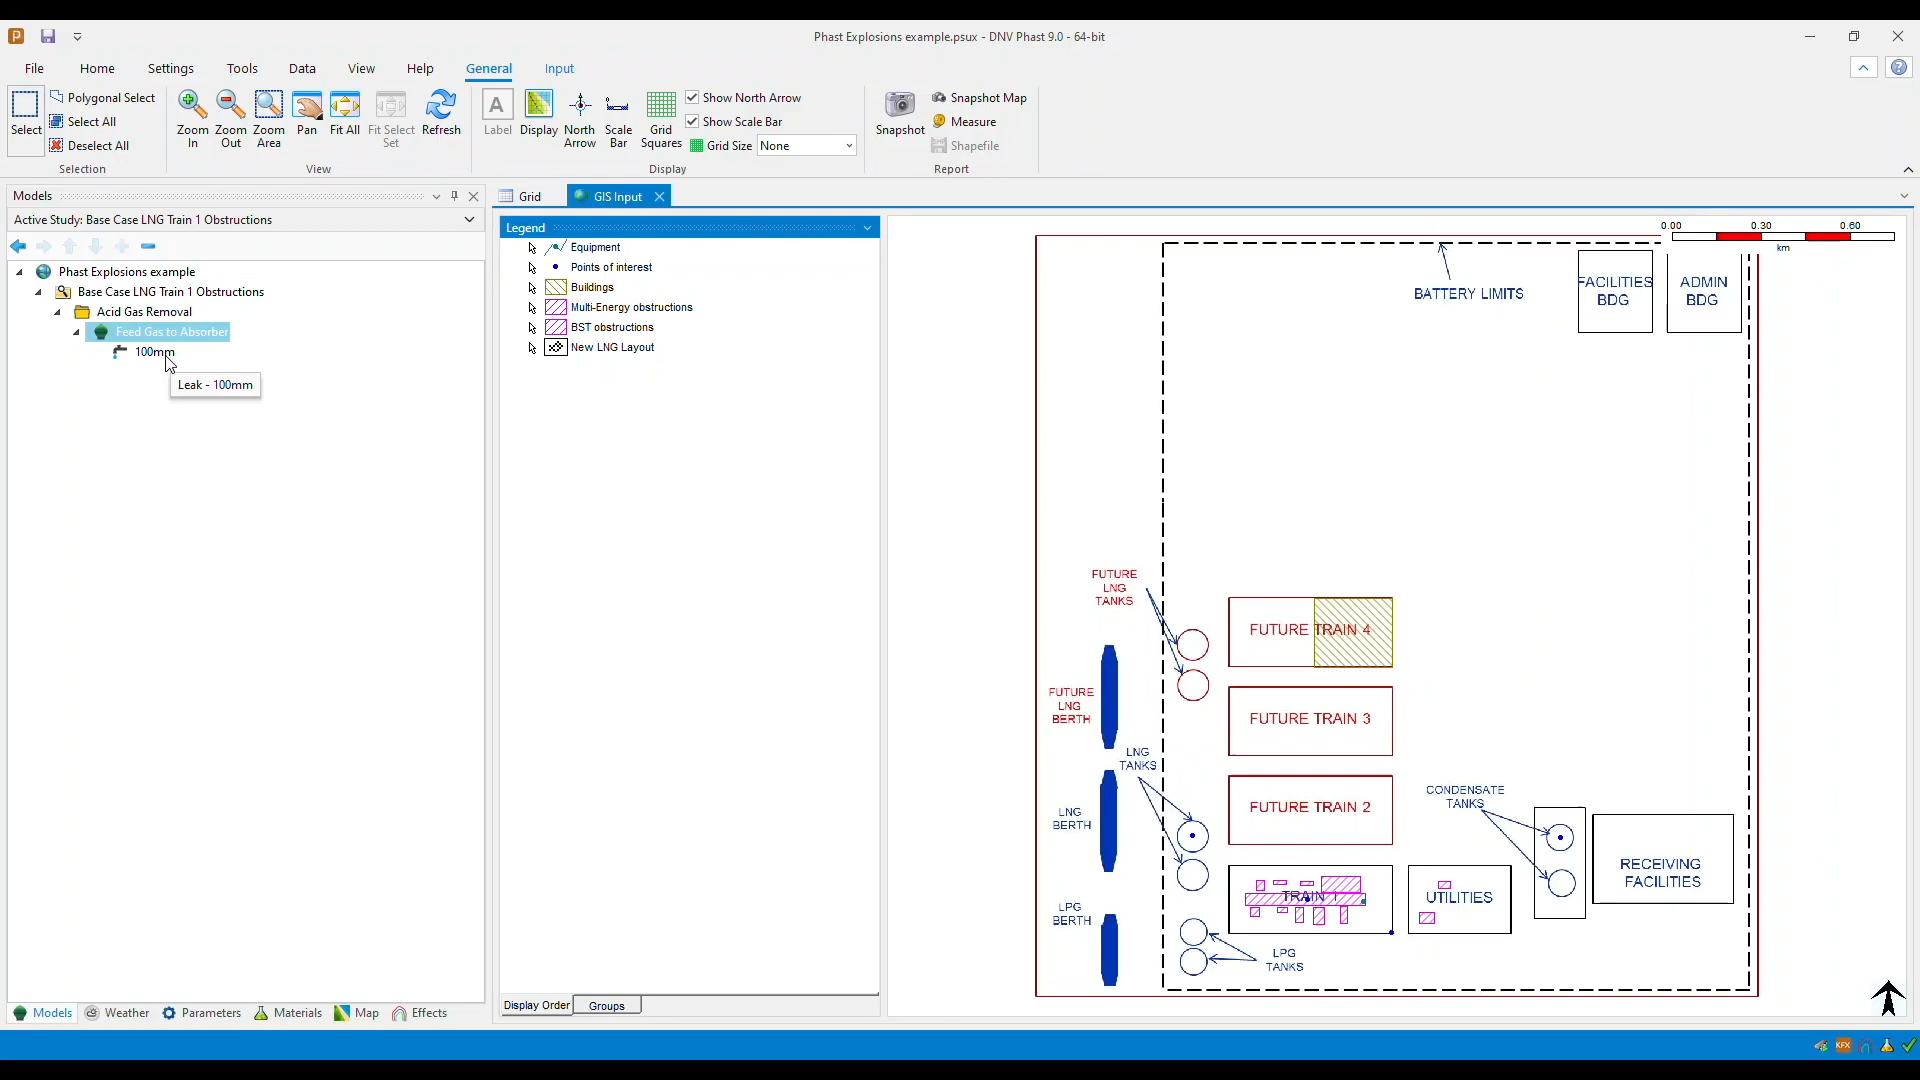 P
Phast Explosions example.psux - DNV Phast 9.0 - 64-bit
File Home Settings Tools Data View Help General Input
Select
Polygonal Select
Select All
Deselect All
Selection
Zoom In
Zoom Out
Zoom Area
Pan
Fit All
Fit Select Set
Refresh
View
A
Label
Display
North Arrow
Scale Bar
Grid Squares
Show North Arrow
Show Scale Bar
Grid Size None
Display
Snapshot
Snapshot Map
Measure
Shapefile
Report
Models
Active Study: Base Case LNG Train 1 Obstructions
Phast Explosions example
Base Case LNG Train 1 Obstructions
Acid Gas Removal
Feed Gas to Absorber
100mm
Leak - 100mm
Grid
GIS Input
Legend
Equipment
Points of interest
Buildings
Multi-Energy obstructions
BST obstructions
New LNG Layout
Display Order Groups
0.00 0.30 0.60
km
BATTERY LIMITS
FACILITIES
BDG
ADMIN
BDG
FUTURE
LNG
TANKS
FUTURE TRAIN 4
FUTURE
LNG
BERTH
FUTURE TRAIN 3
LNG
TANKS
LNG
BERTH
FUTURE TRAIN 2
CONDENSATE
TANKS
RECEIVING
FACILITIES
TRAIN 1
UTILITIES
LPG
BERTH
LPG
TANKS
Models Weather Parameters Materials Map Effects
KFX